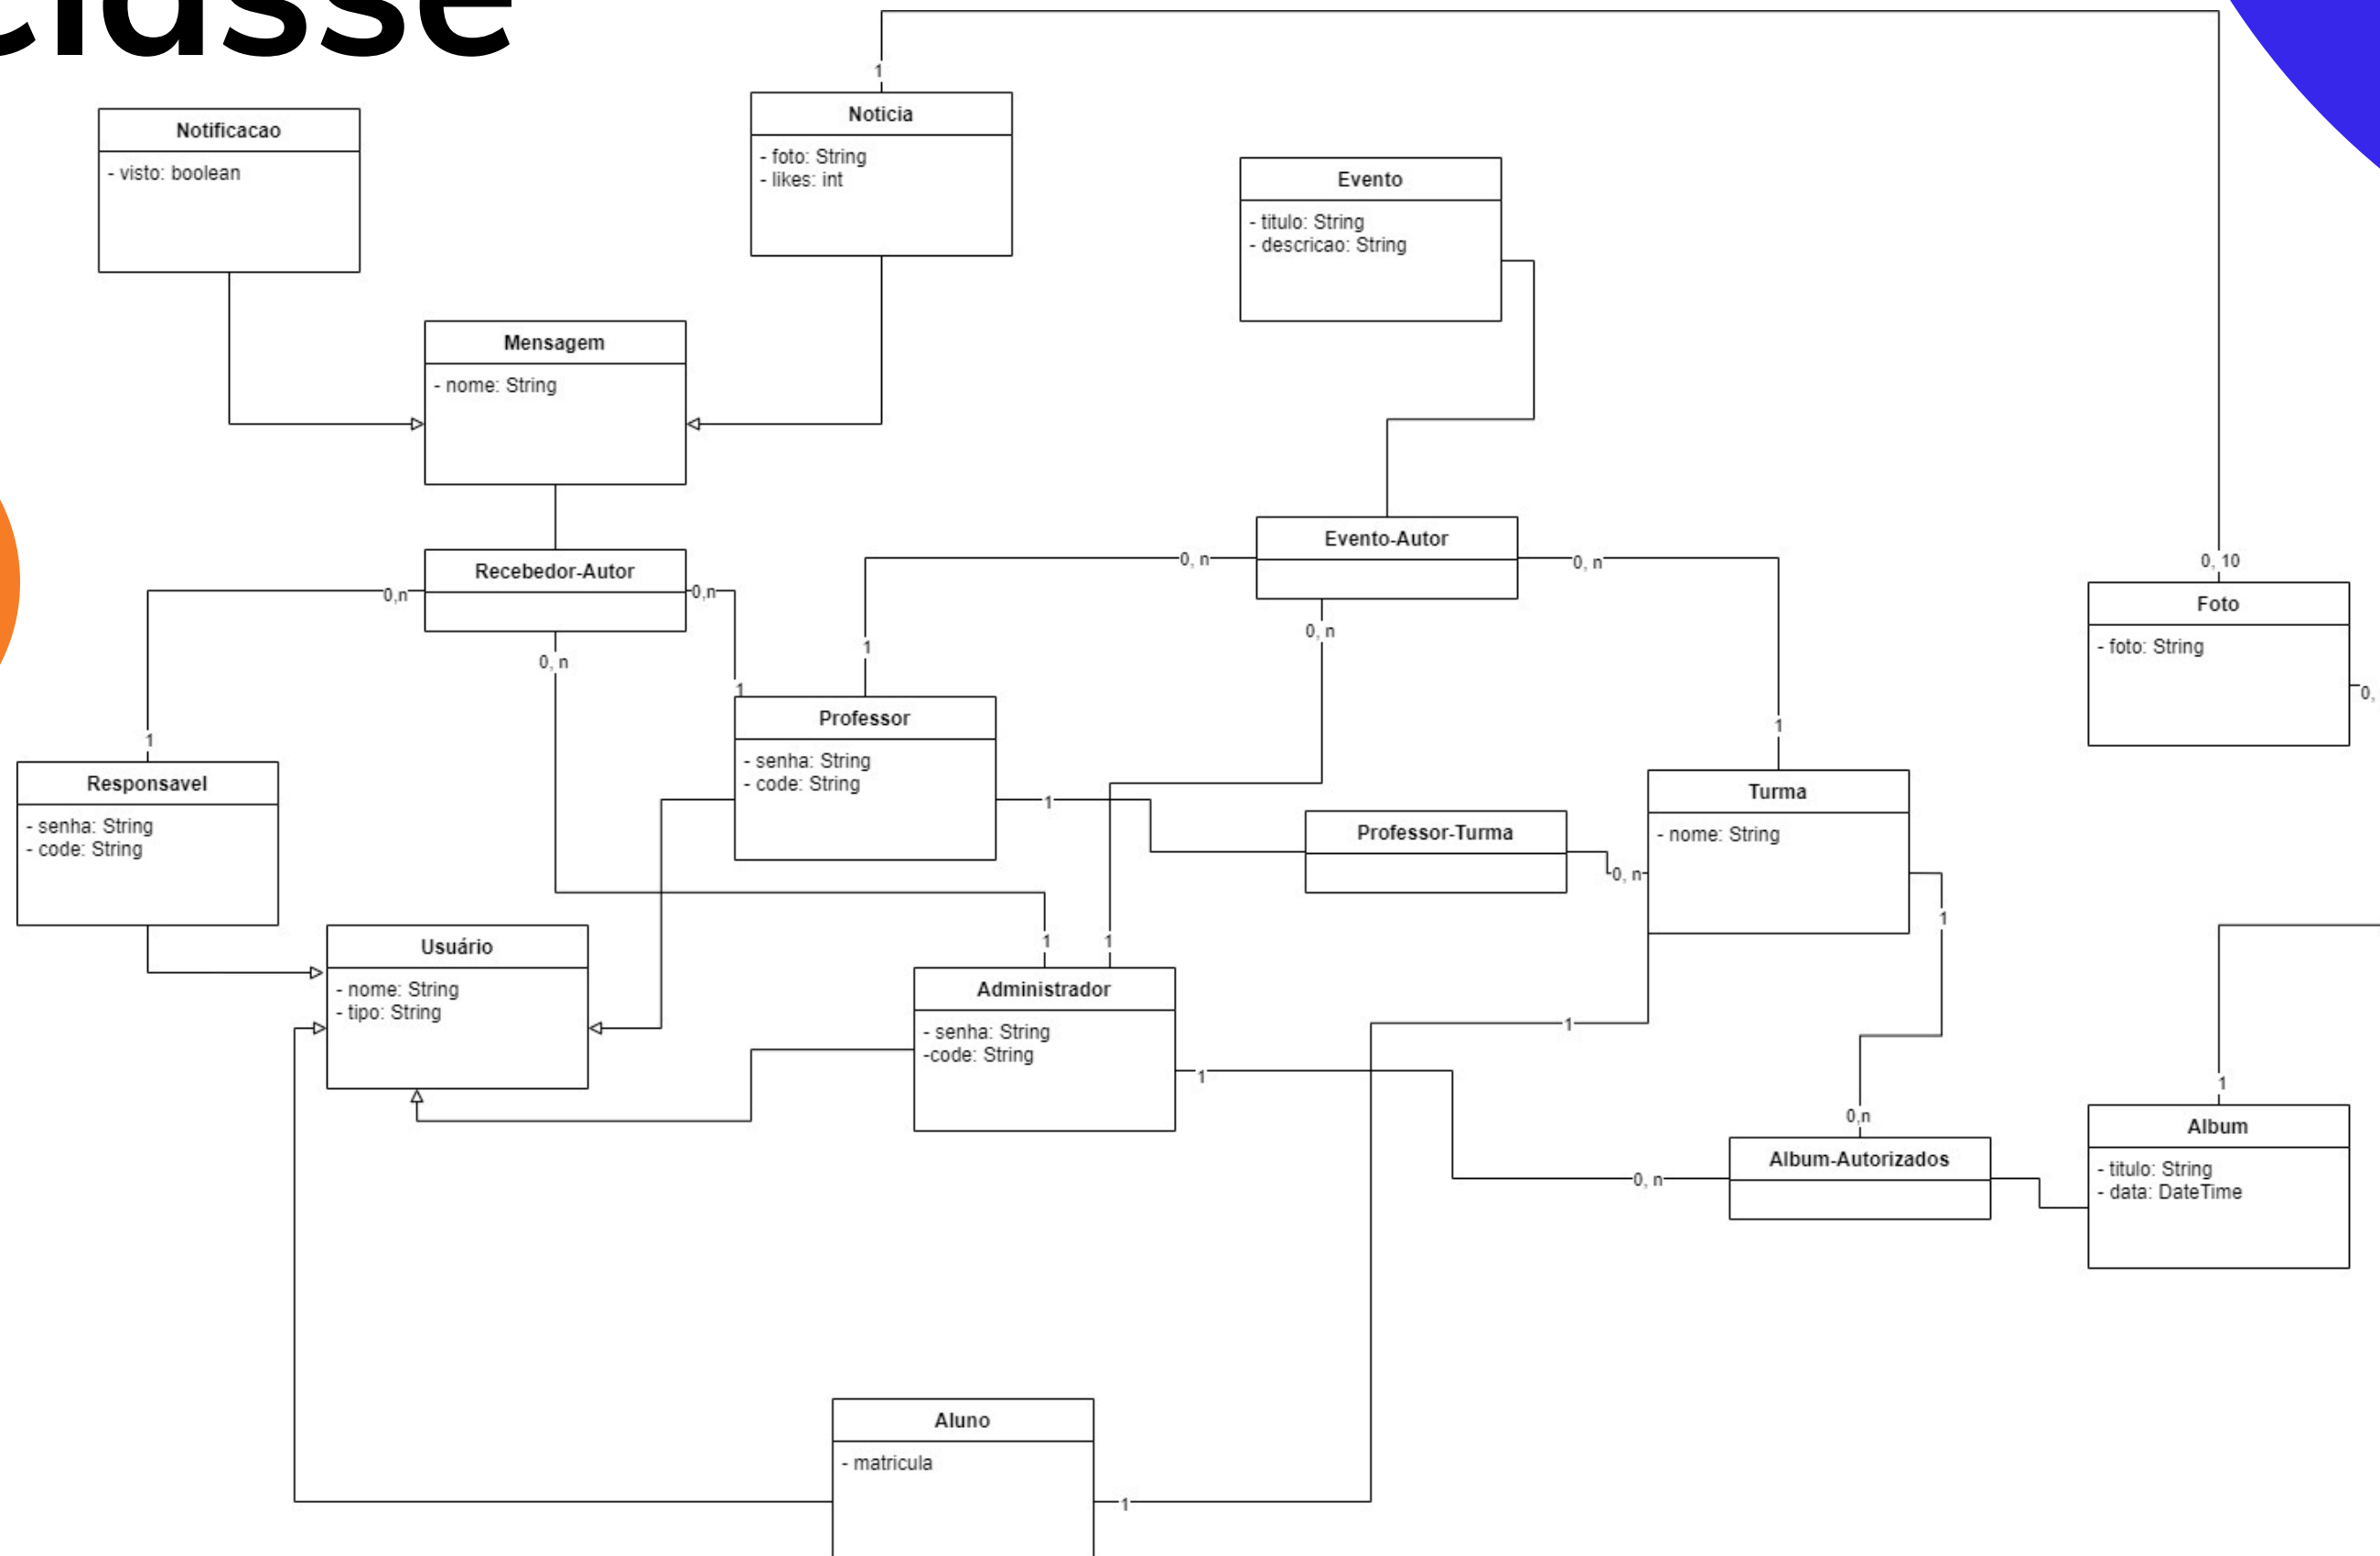 classe
1
Noticia
- foto: String
- likes: int
Notificacao
- visto: boolean
Evento
- titulo: String
- descricao: String
Mensagem
- nome: String
Evento-Autor
0, n
0, n
0, n
0, 10
Foto
- foto: String
0,
Recebedor-Autor
0,n
0,n
0, n
1
1
1
1
Professor
- senha: String
- code: String
Responsavel
- senha: String
- code: String
1
Professor-Turma
0, n
Turma
- nome: String
1
Usuário
- nome: String
- tipo: String
1
1
Administrador
- senha: String
-code: String
1
1
0,n
Album-Autorizados
0, n
1
Album
- titulo: String
- data: DateTime
Aluno
- matricula
1